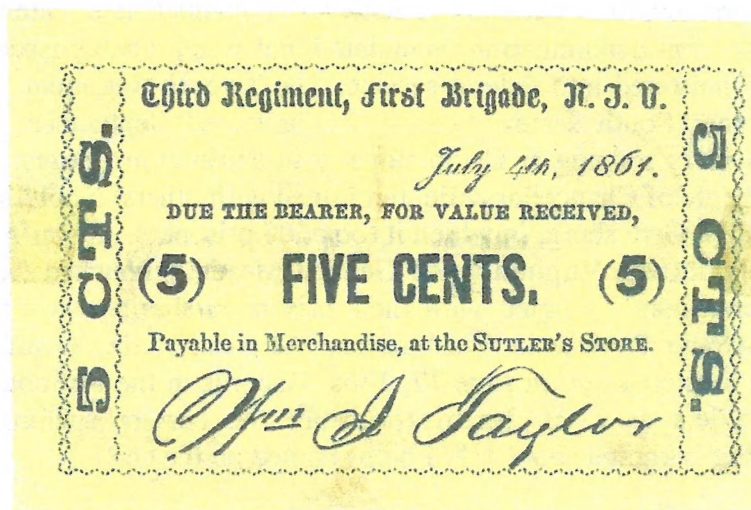 Third Regiment, First Brigade, N. J. V.
July 4th, 1861.
DUE THE BEARER, FOR VALUE RECEIVED,
(5) FIVE CENTS. (5)
Payable in Merchandise, at the SUTLER'S STORE.
Wm J Taylor
5 CTS.
5 CTS.